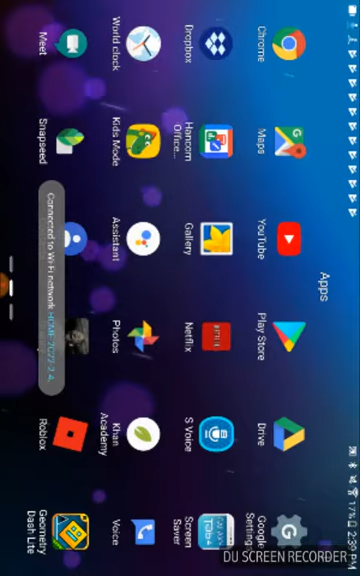 17% 2:39 PM
Apps
Chrome
Maps
YouTube
Play Store
Drive
Google
Settings
Dropbox
Hancom
Office...
Gallery
Netflix
S Voice
Screen
Saver
World clock
Kids Mode
Assistant
Photos
Khan
Academy
Voice
Meet
Snapseed
Roblox
Geometry
Dash Lite
Connected to Wi-Fi network
DU SCREEN RECORDER